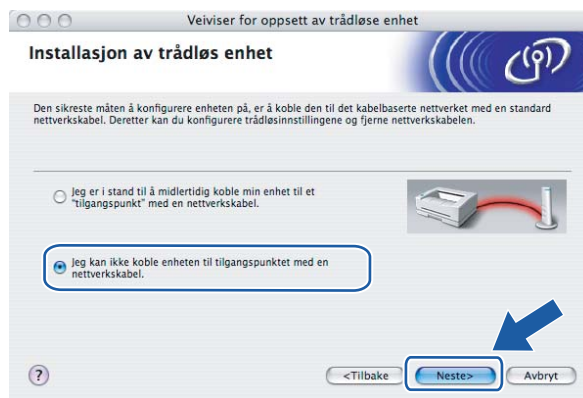 Veiviser for oppsett av trådløse enhet
Installasjon av trådløs enhet
Den sikreste måten å konfigurere enheten på, er å koble den til det kabelbaserte nettverket med en standard
nettverkskabel. Deretter kan du konfigurere trådløsinnstillingene og fjerne nettverkskabelen.
Jeg er i stand til å midlertidig koble min enhet til et
"tilgangspunkt" med en nettverkskabel.
Jeg kan ikke koble enheten til tilgangspunktet med en
nettverkskabel.
? <Tilbake Neste> Avbryt